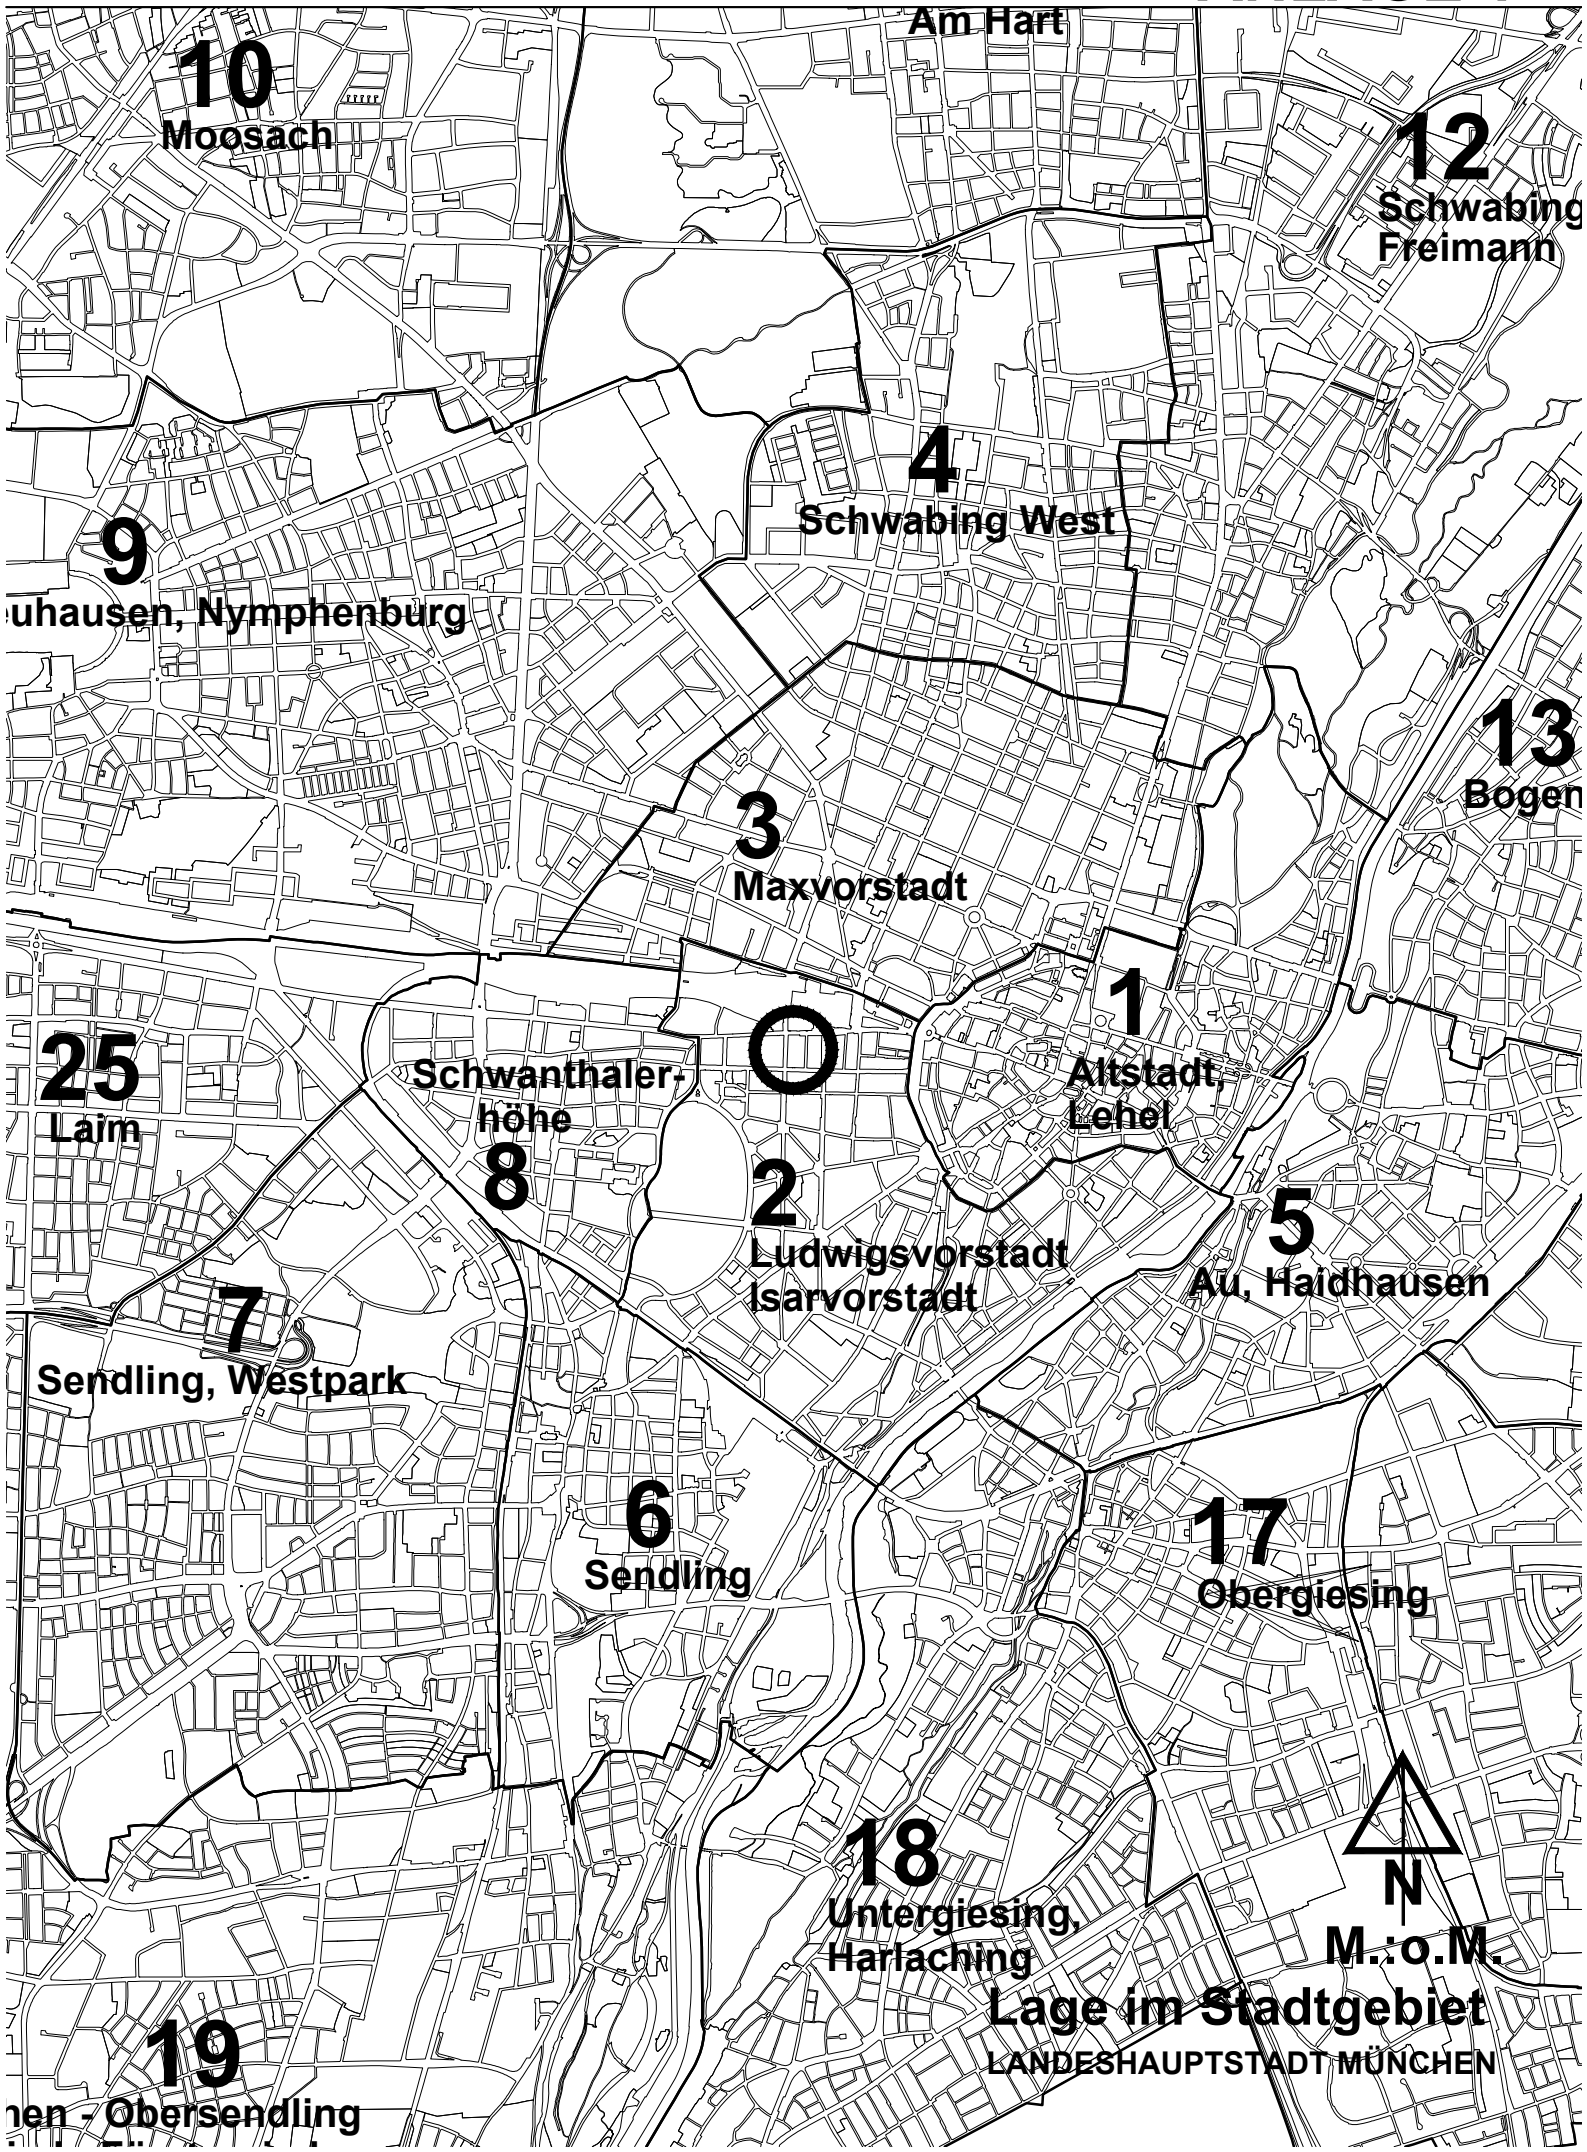 Am Hart
10
Moosach
12
Schwabing
Freimann
4
Schwabing West
9
euhausen, Nymphenburg
13
Bogen
3
Maxvorstadt
1
Altstadt,
Lehel
25
Laim
Schwanthaler-
höhe
8
2
Ludwigsvorstadt
Isarvorstadt
5
Au, Haidhausen
7
Sendling, Westpark
6
Sendling
17
Obergiesing
18
Untergiesing,
Harlaching
N
M.:o.M.
Lage im Stadtgebiet
LANDESHAUPTSTADT MÜNCHEN
19
hen - Obersendling